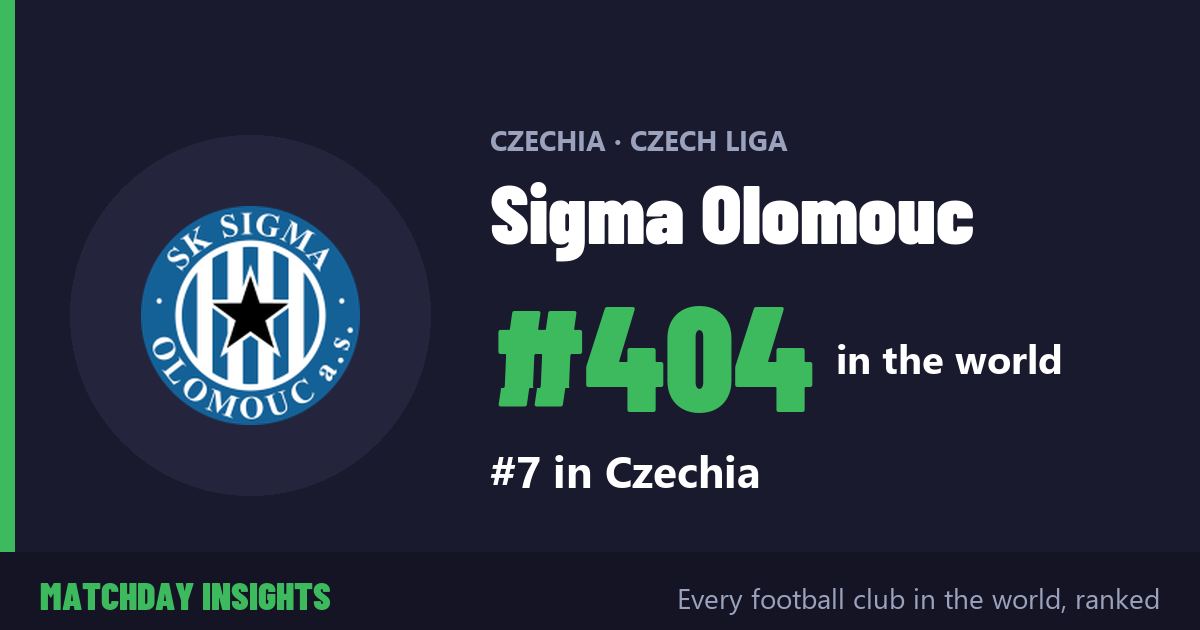 SK SIGMA
OLOMOUC a.s.
CZECHIA · CZECH LIGA
Sigma Olomouc
#404 in the world
#7 in Czechia
MATCHDAY INSIGHTS
Every football club in the world, ranked